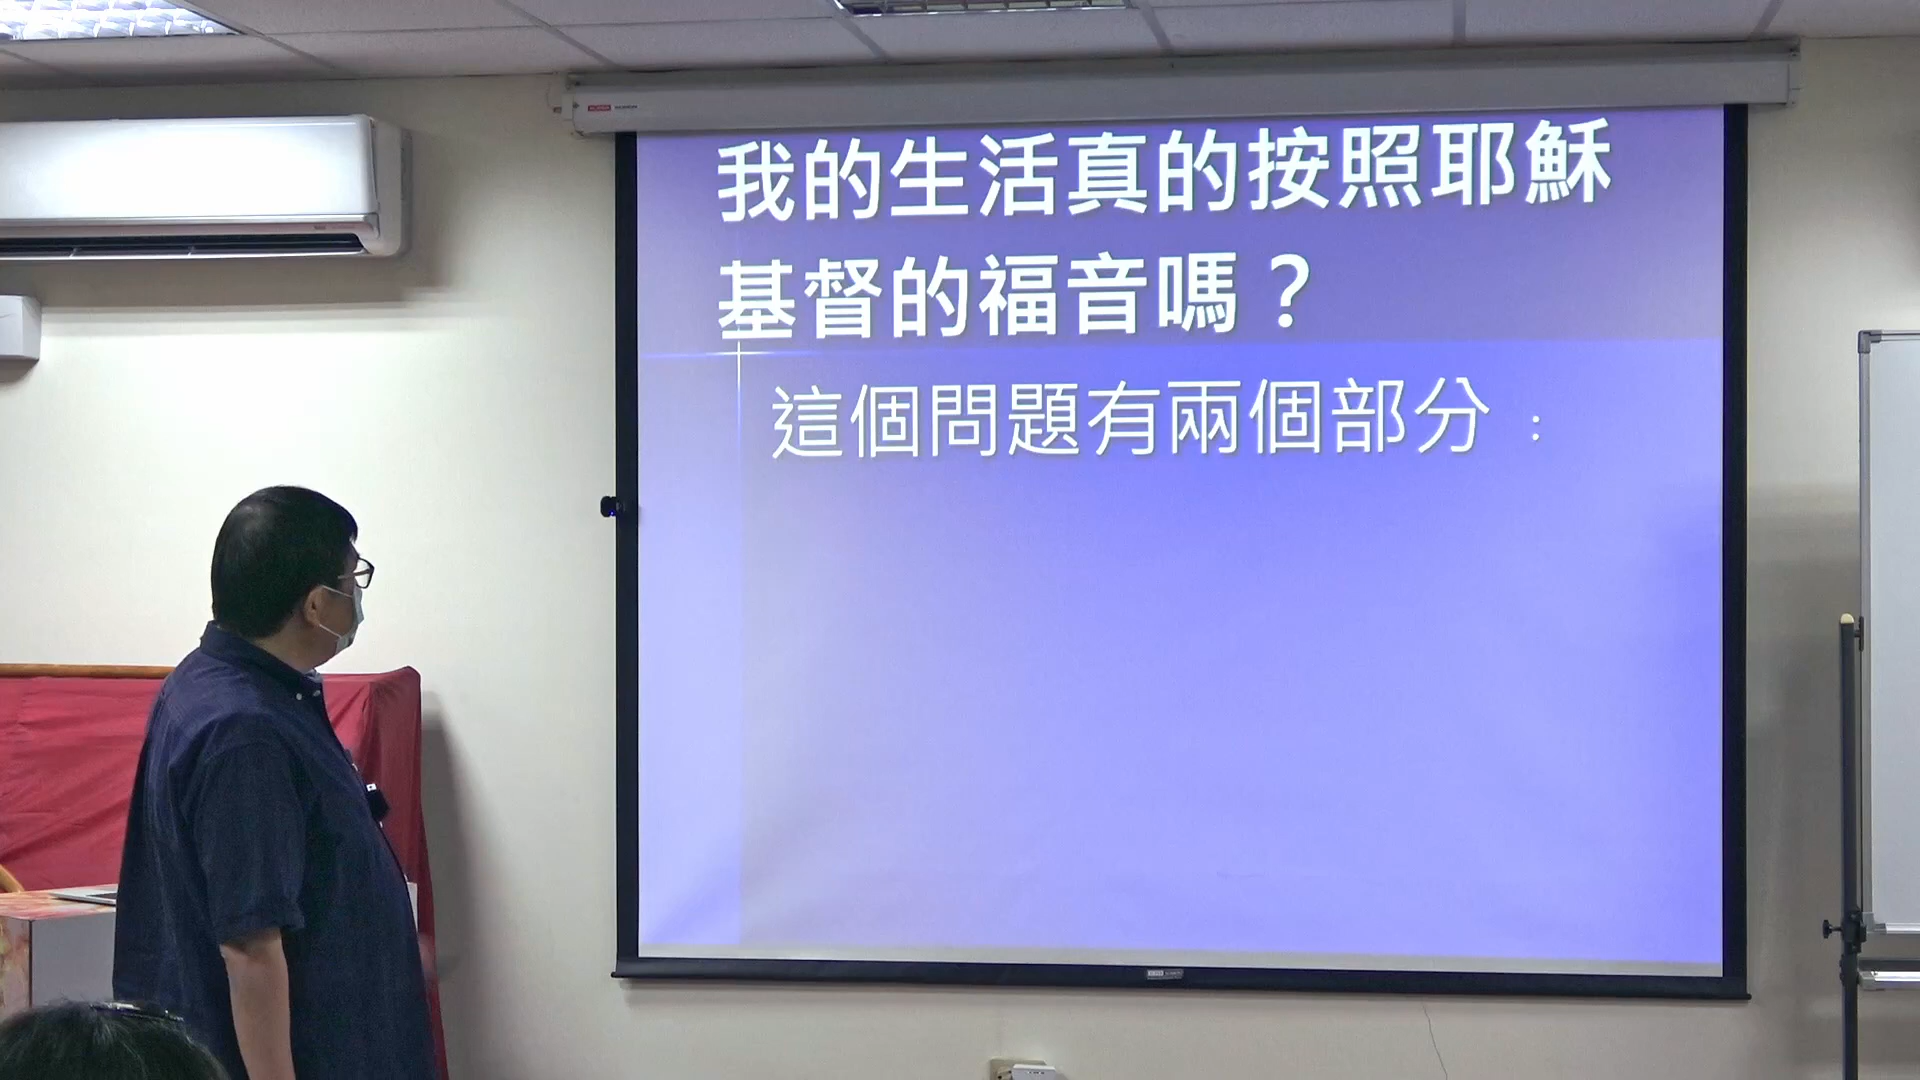 我的生活真的按照耶穌
基督的福音嗎？
這個問題有兩個部分：